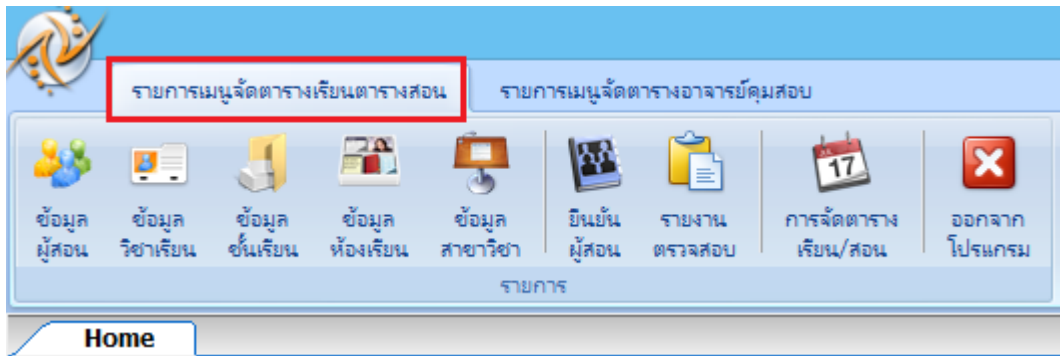 รายการเมนูจัดตารางเรียนตารางสอน รายการเมนูจัดตารางอาจารย์คุมสอบ
17
ข้อมูล ข้อมูล ข้อมูล ข้อมูล ข้อมูล ยืนยัน รายงาน การจัดตาราง ออกจาก
ผู้สอน วิชาเรียน ชั้นเรียน ห้องเรียน สาขาวิชา ผู้สอน ตรวจสอบ เรียน/สอน โปรแกรม
รายการ
Home